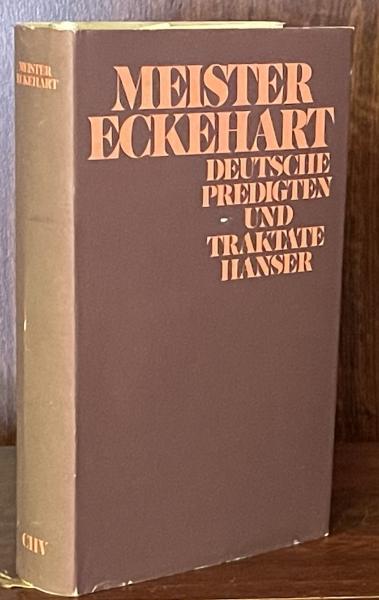 MEISTER
ECKEHART
CHV
MEISTER
ECKEHART
DEUTSCHE
PREDIGTEN
UND
TRAKTATE
HANSER